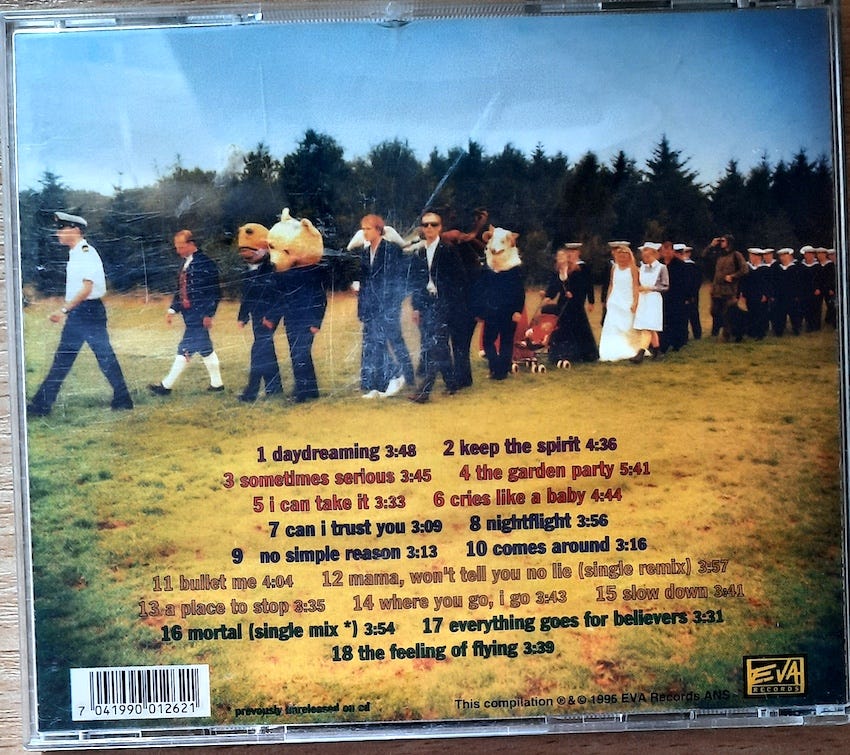 1 daydreaming 3:48 2 keep the spirit 4:36
3 sometimes serious 3:45 4 the garden party 5:41
5 i can take it 3:33 6 cries like a baby 4:44
7 can i trust you 3:09 8 nightflight 3:56
9 no simple reason 3:13 10 comes around 3:16
11 bullet me 4:04 12 mama, won't tell you no lie (single remix) 3:57
13 a place to stop 3:35 14 where you go, i go 3:43 15 slow down 3:41
16 mortal (single mix *) 3:54 17 everything goes for believers 3:31
18 the feeling of flying 3:39
7 041990 012621
* prevously unreleased on cd
This compilation ℗ & © 1996 EVA Records ANS
EVA
RECORDS